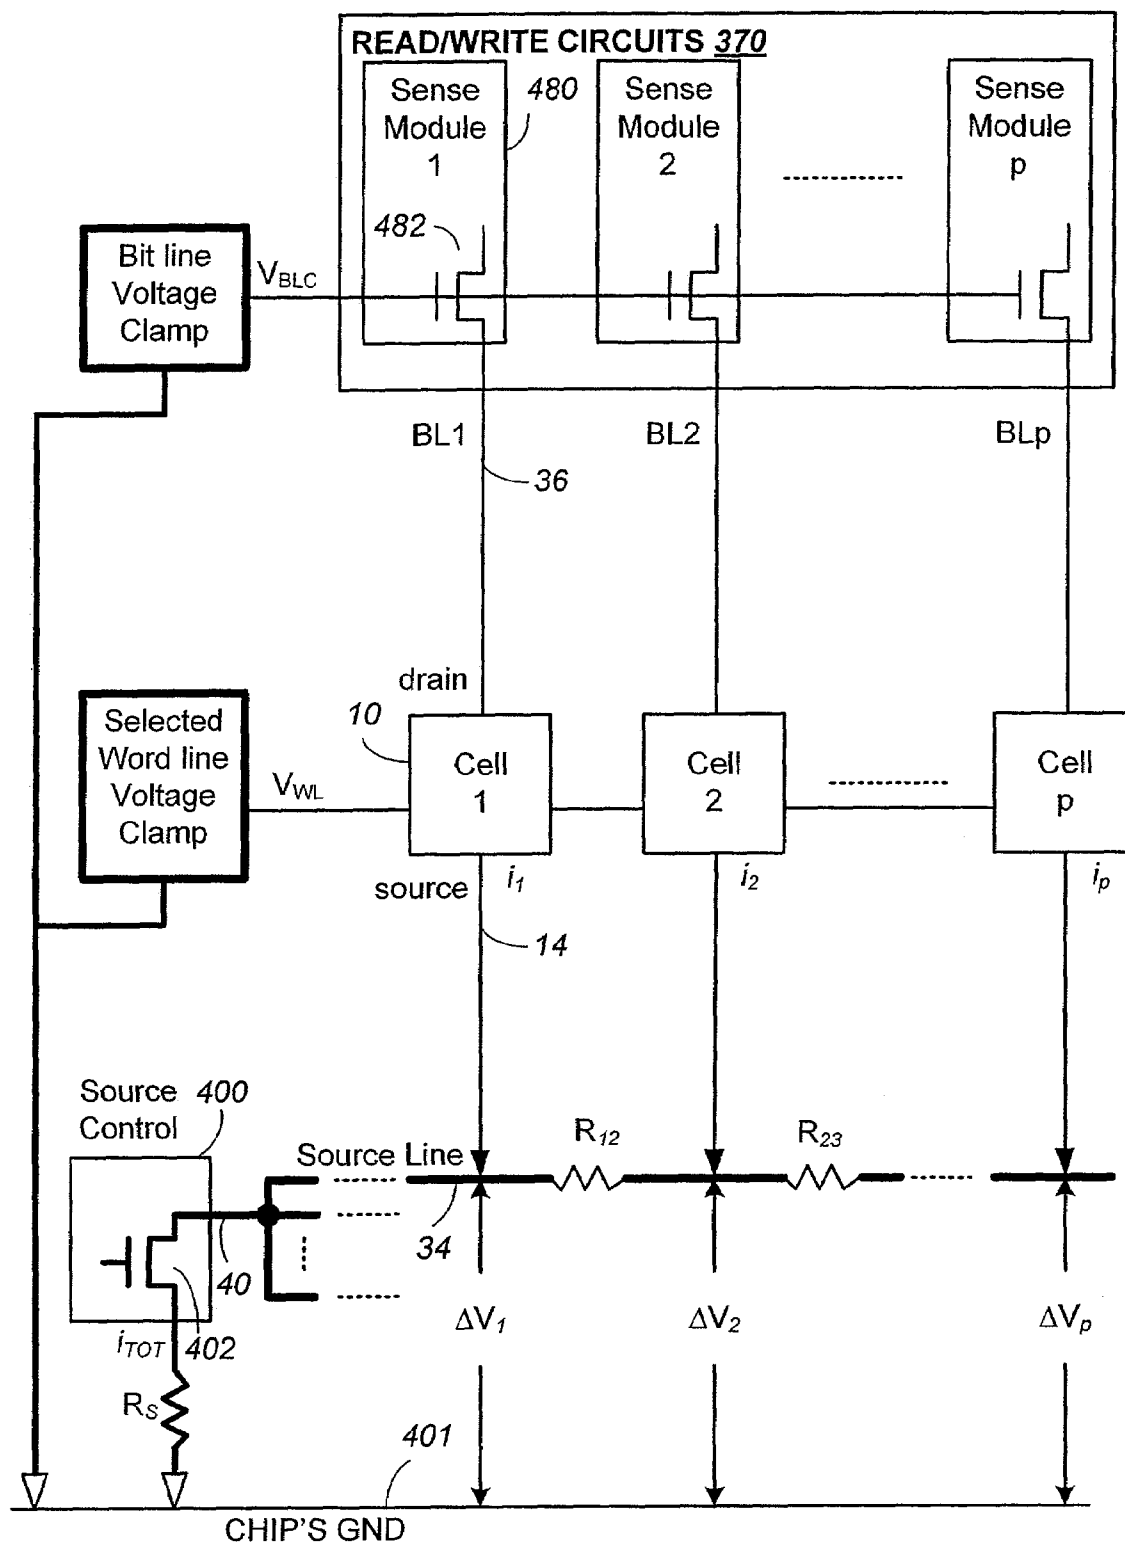 READ/WRITE CIRCUITS 370
Sense
Module
1
480
Sense
Module
2
Sense
Module
p
482
Bit line
Voltage
Clamp
VBLC
BL1
BL2
BLp
36
drain
10
Selected
Word line
Voltage
Clamp
VWL
Cell
1
Cell
2
Cell
p
source
i1
i2
ip
14
Source
Control
400
Source Line
R12
R23
34
40
402
iTOT
ΔV1
ΔV2
ΔVp
RS
401
CHIP'S GND